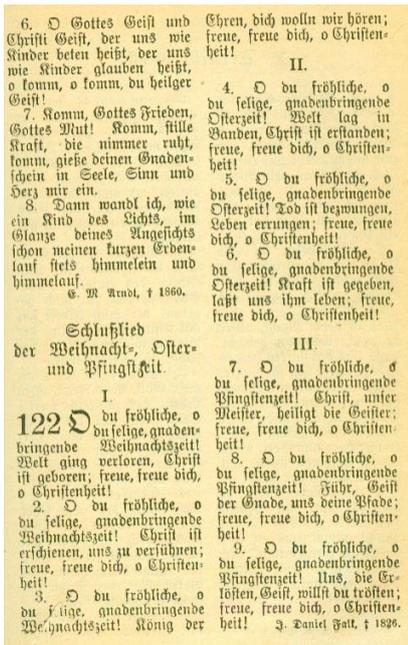 6. O Gottes Geist und
Christi Geist, der uns wie
Kinder beten heißt, der uns
wie Kinder glauben heißt,
o komm, o komm, du heilger
Geist!
7. Komm, Gottes Frieden,
Gottes Mut! Komm, stille
Kraft, die nimmer ruht,
komm, gieße deinen Gnaden-
schein in Seele, Sinn und
Herz mir ein.
8. Dann wandl ich, wie
ein Kind des Lichts, im
Glanze deines Angesichts
schon meinen kurzen Erden-
lauf stets himmelein und
himmelauf.
E. M Arndt, † 1860.
Schlußlied
der Weihnacht-, Oster-
und Pfingstzeit.
I.
122 O du fröhliche, o
du selige, gnaden-
bringende Weihnachtszeit!
Welt ging verloren, Christ
ist geboren; freue, freue dich,
o Christenheit!
2. O du fröhliche, o
du selige, gnadenbringende
Weihnachtszeit! Christ ist
erschienen, uns zu versühnen;
freue, freue dich, o Christen-
heit!
3. O du fröhliche, o
du selige, gnadenbringende
Weihnachtszeit! König der
Ehren, dich wolln wir hören;
freue, freue dich, o Christen-
heit!
II.
4. O du fröhliche, o
du selige, gnadenbringende
Osterzeit! Welt lag in
Banden, Christ ist erstanden;
freue, freue dich, o Christen-
heit!
5. O du fröhliche, o
du selige, gnadenbringende
Osterzeit! Tod ist bezwungen,
Leben errungen; freue, freue
dich, o Christenheit!
6. O du fröhliche, o
du selige, gnadenbringende
Osterzeit! Kraft ist gegeben,
laßt uns ihm leben; freue,
freue dich, o Christenheit!
III.
7. O du fröhliche, o
du selige, gnadenbringende
Pfingstenzeit! Christ, unser
Meister, heiligt die Geister;
freue, freue dich, o Christen-
heit!
8. O du fröhliche, o
du selige, gnadenbringende
Pfingstenzeit! Führ, Geist
der Gnade, uns deine Pfade;
freue, freue dich, o Christen-
heit!
9. O du fröhliche, o
du selige, gnadenbringende
Pfingstenzeit! Uns, die Er-
lösten, Geist, willst du trösten;
freue, freue dich, o Christen-
heit! J. Daniel Falk, † 1826.